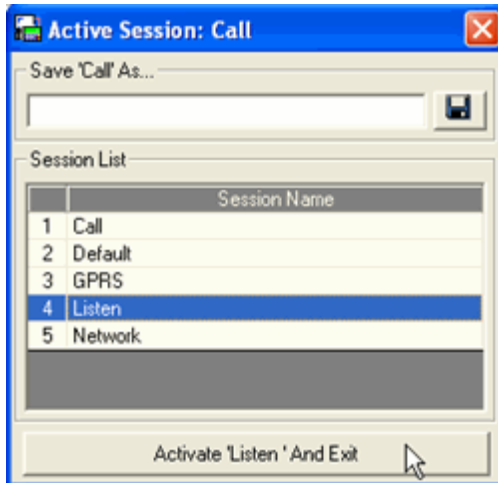 Active Session: Call
Save 'Call' As...
Session List
Session Name
1 Call
2 Default
3 GPRS
4 Listen
5 Network
Activate 'Listen ' And Exit